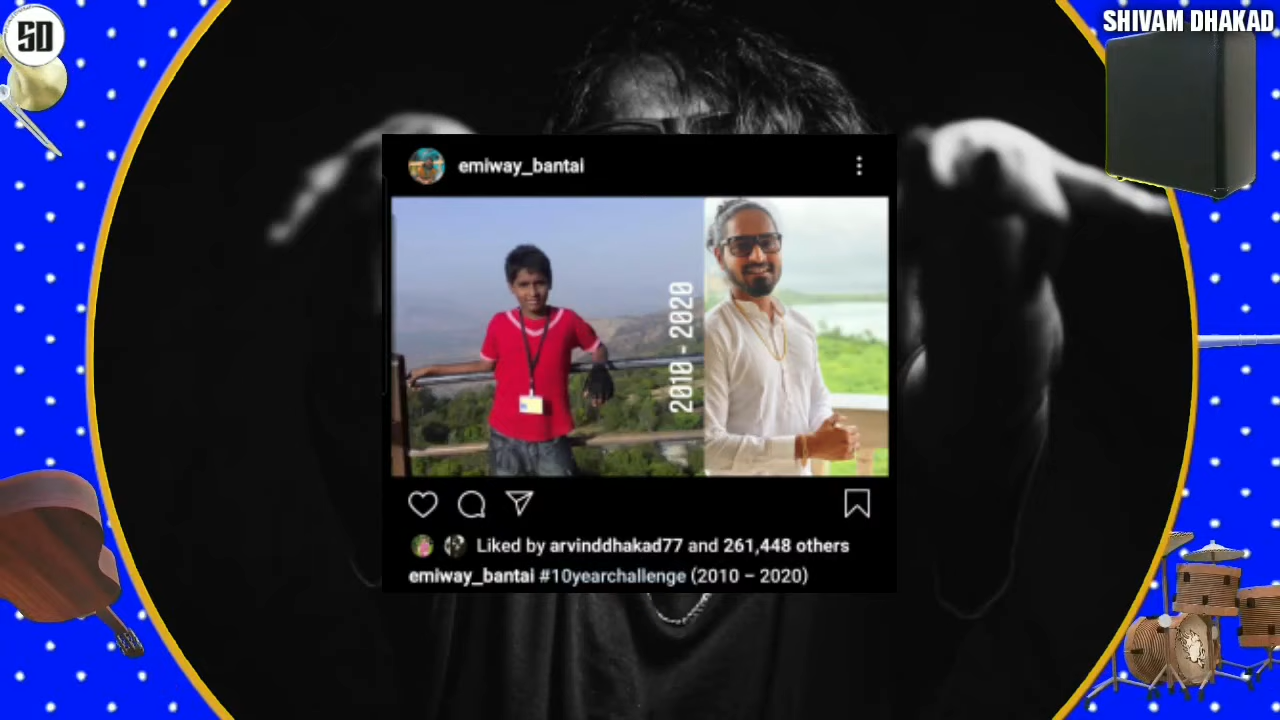 SD
SHIVAM DHAKAD
emiway_bantai
2010 - 2020
Liked by arvinddhakad77 and 261,448 others
emiway_bantai #10yearchallenge (2010 – 2020)